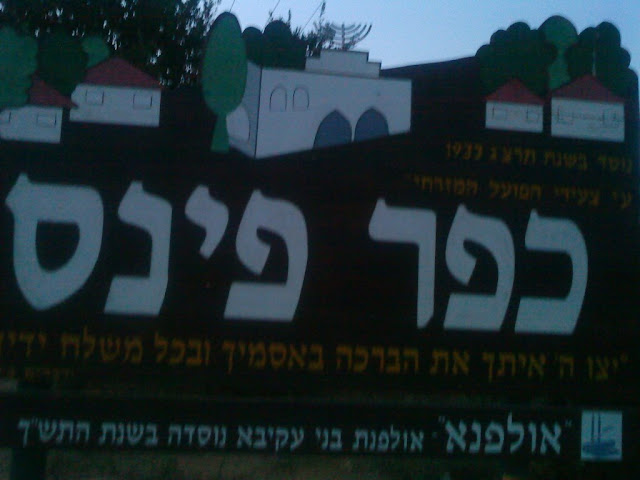 נוסד בשנת תרצ"ג 1933
ע"י צעירי "הפועל המזרחי"
כפר פינס
"יצו ה' איתך את הברכה באסמיך ובכל משלח ידיך
"אולפנא" - אולפנת בני עקיבא נוסדה בשנת התש"ך